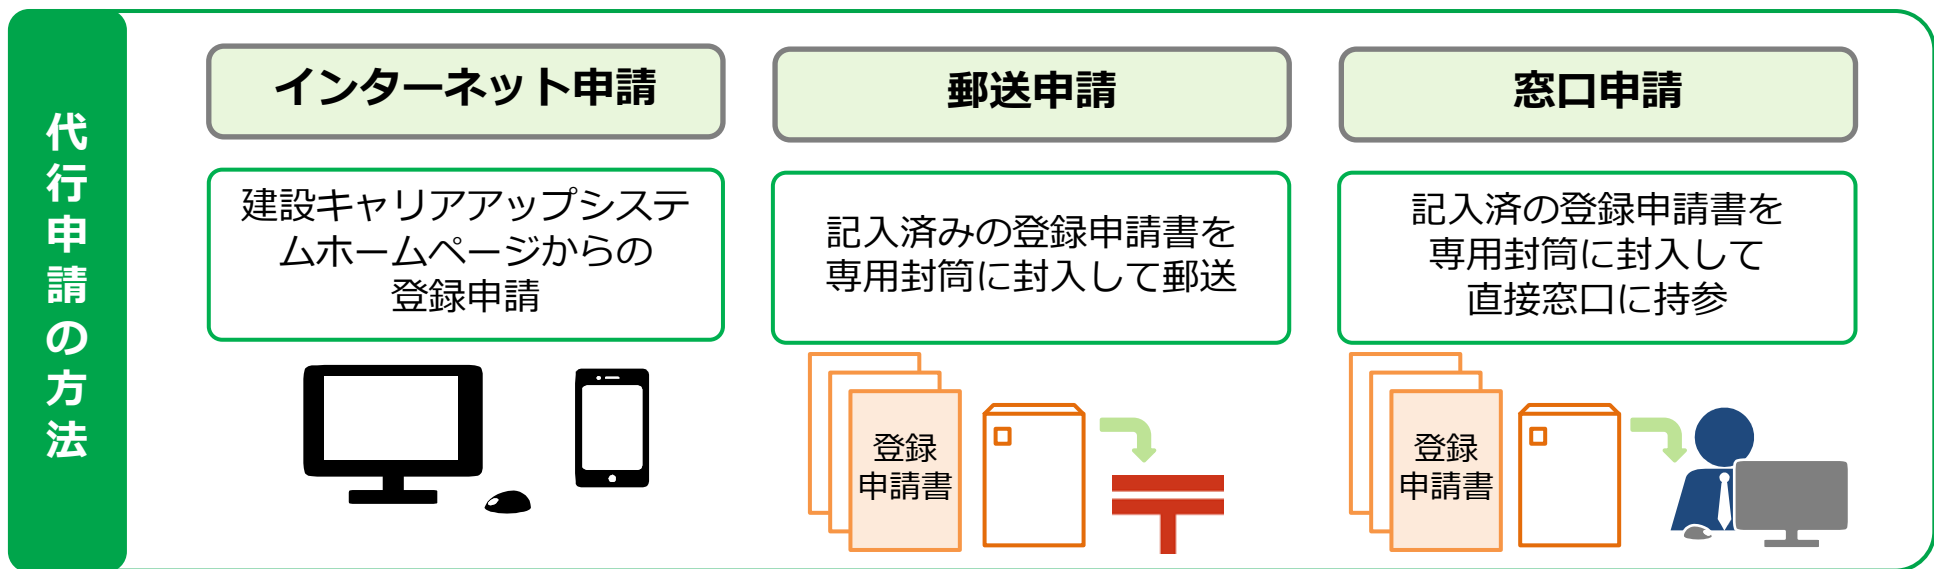 代行申請の方法
インターネット申請
建設キャリアアップシステ
ムホームページからの
登録申請
郵送申請
記入済みの登録申請書を
専用封筒に封入して郵送
登録
申請書
窓口申請
記入済の登録申請書を
専用封筒に封入して
直接窓口に持参
登録
申請書